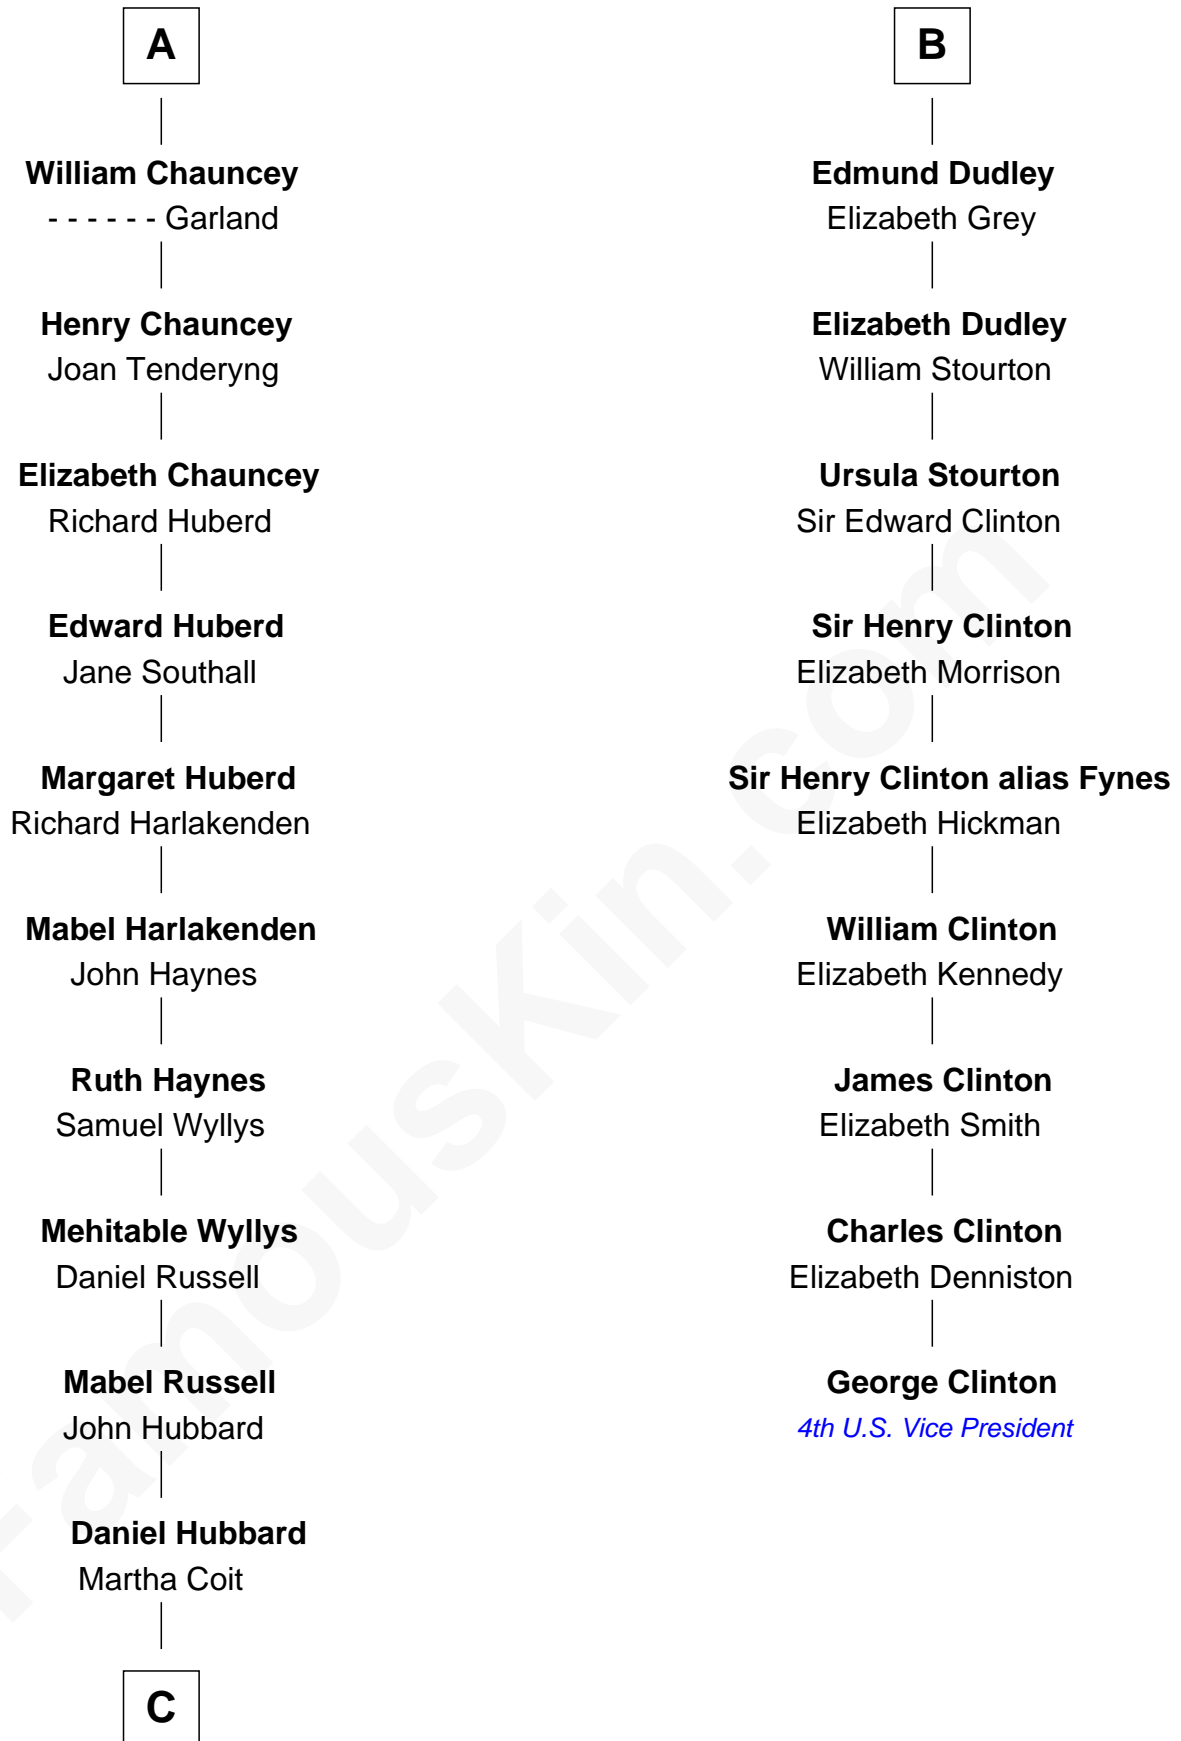 A
William Chauncey
- - - - - - Garland
Henry Chauncey
Joan Tenderyng
Elizabeth Chauncey
Richard Huberd
Edward Huberd
Jane Southall
Margaret Huberd
Richard Harlakenden
Mabel Harlakenden
John Haynes
Ruth Haynes
Samuel Wyllys
Mehitable Wyllys
Daniel Russell
Mabel Russell
John Hubbard
Daniel Hubbard
Martha Coit
C
B
Edmund Dudley
Elizabeth Grey
Elizabeth Dudley
William Stourton
Ursula Stourton
Sir Edward Clinton
Sir Henry Clinton
Elizabeth Morrison
Sir Henry Clinton alias Fynes
Elizabeth Hickman
William Clinton
Elizabeth Kennedy
James Clinton
Elizabeth Smith
Charles Clinton
Elizabeth Denniston
George Clinton
4th U.S. Vice President
FamousKin.com